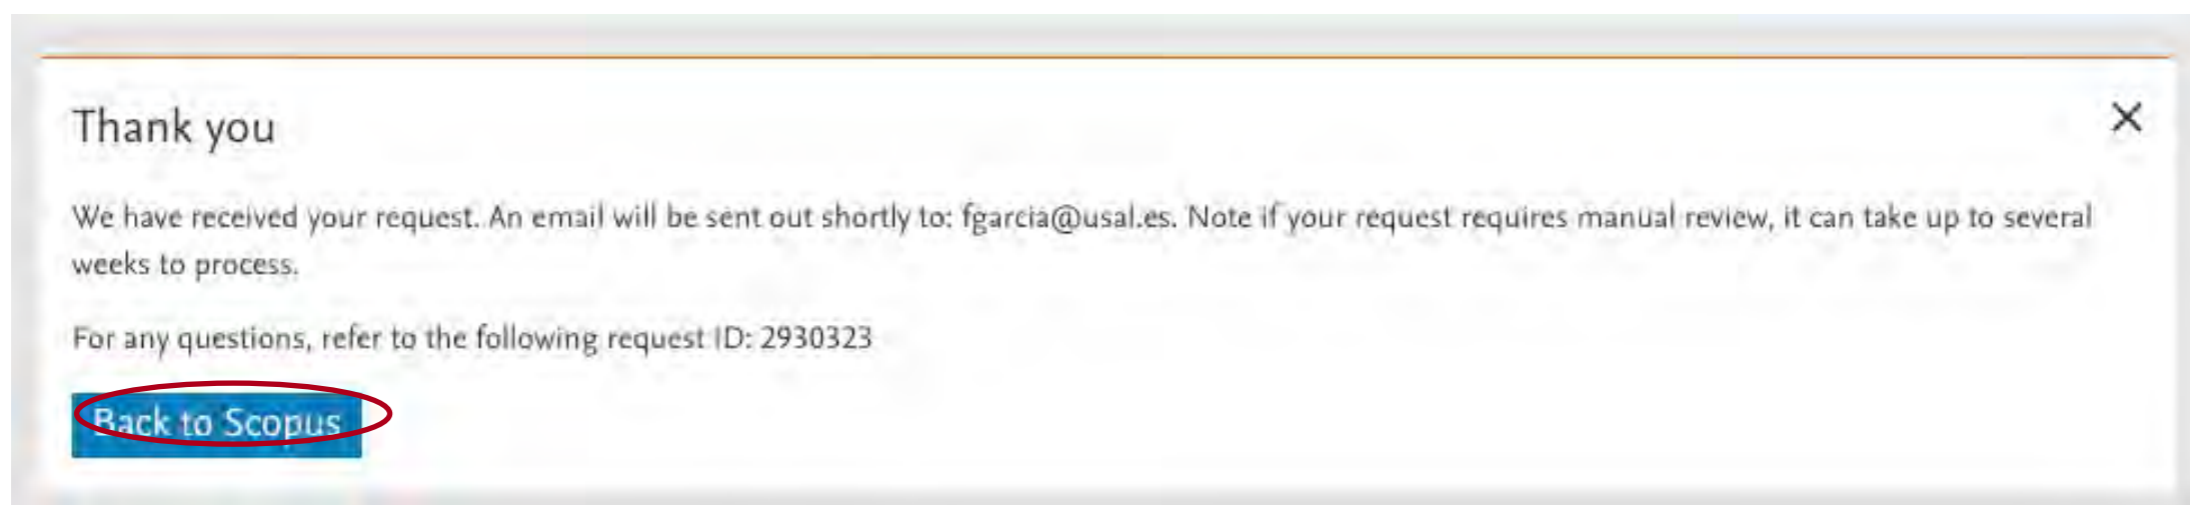 Thank you
We have received your request. An email will be sent out shortly to: fgarcia@usal.es. Note if your request requires manual review, it can take up to several
weeks to process.
For any questions, refer to the following request ID: 2930323
Back to Scopus